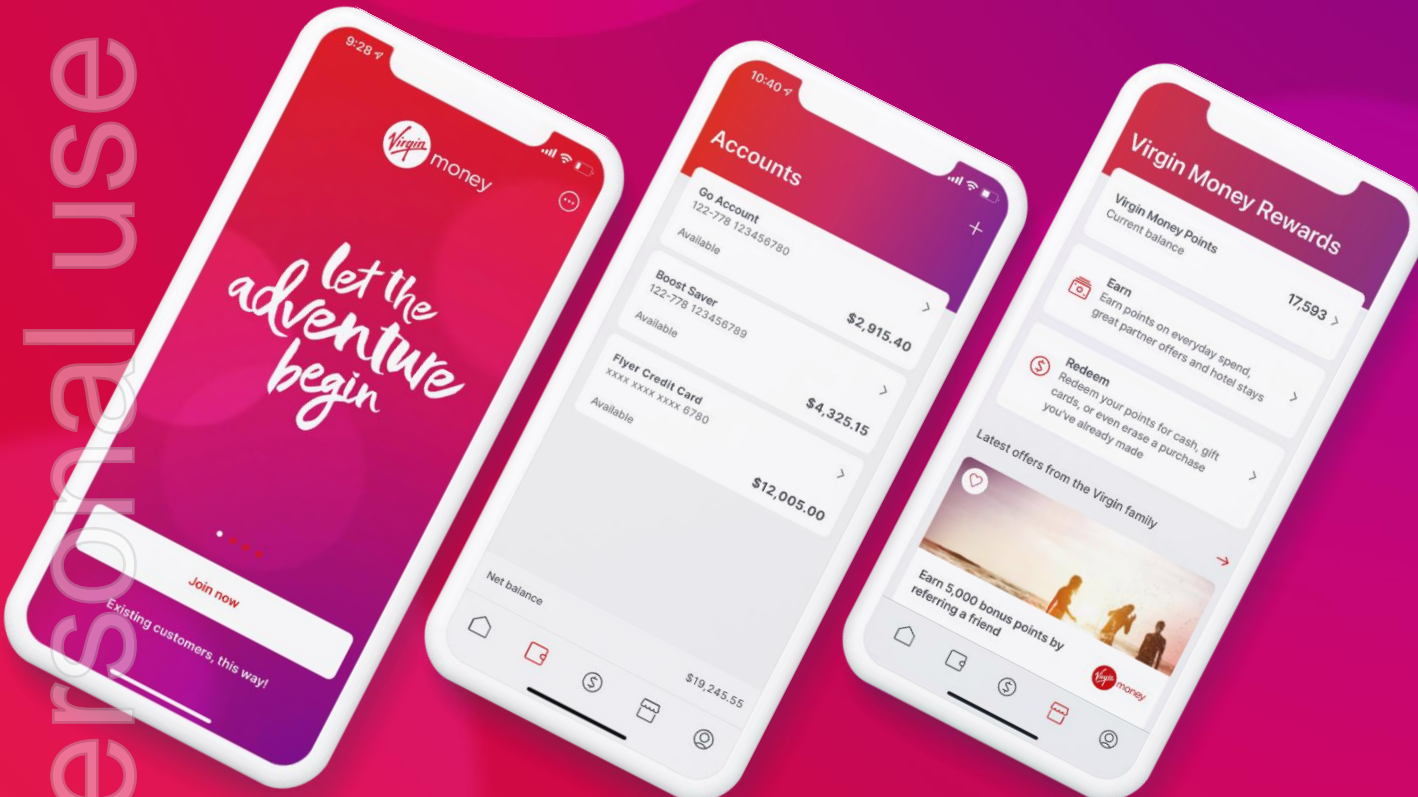 ersonal use
9:28
Virgin money
let the
adventure
begin
Join now
Existing customers, this way!
10:40
Accounts
Go Account
122-778 123456780
Available
$2,915.40
Boost Saver
122-778 123456789
Available
$4,325.15
Flyer Credit Card
xxxx xxxx xxxx 6780
Available
$12,005.00
Net balance
$19,245.55
Virgin Money Rewards
Virgin Money Points
Current balance
17,593
Earn
Earn points on everyday spend,
great partner offers and hotel stays
Redeem
Redeem your points for cash, gift
cards, or even erase a purchase
you've already made
Latest offers from the Virgin family
Earn 5,000 bonus points by
referring a friend
Virgin money